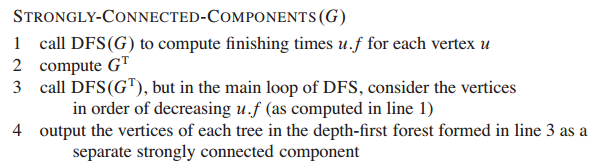 STRONGLY-CONNECTED-COMPONENTS(G)
1 call DFS(G) to compute finishing times u.f for each vertex u
2 compute Gᵀ
3 call DFS(Gᵀ), but in the main loop of DFS, consider the vertices
in order of decreasing u.f (as computed in line 1)
4 output the vertices of each tree in the depth-first forest formed in line 3 as a
separate strongly connected component